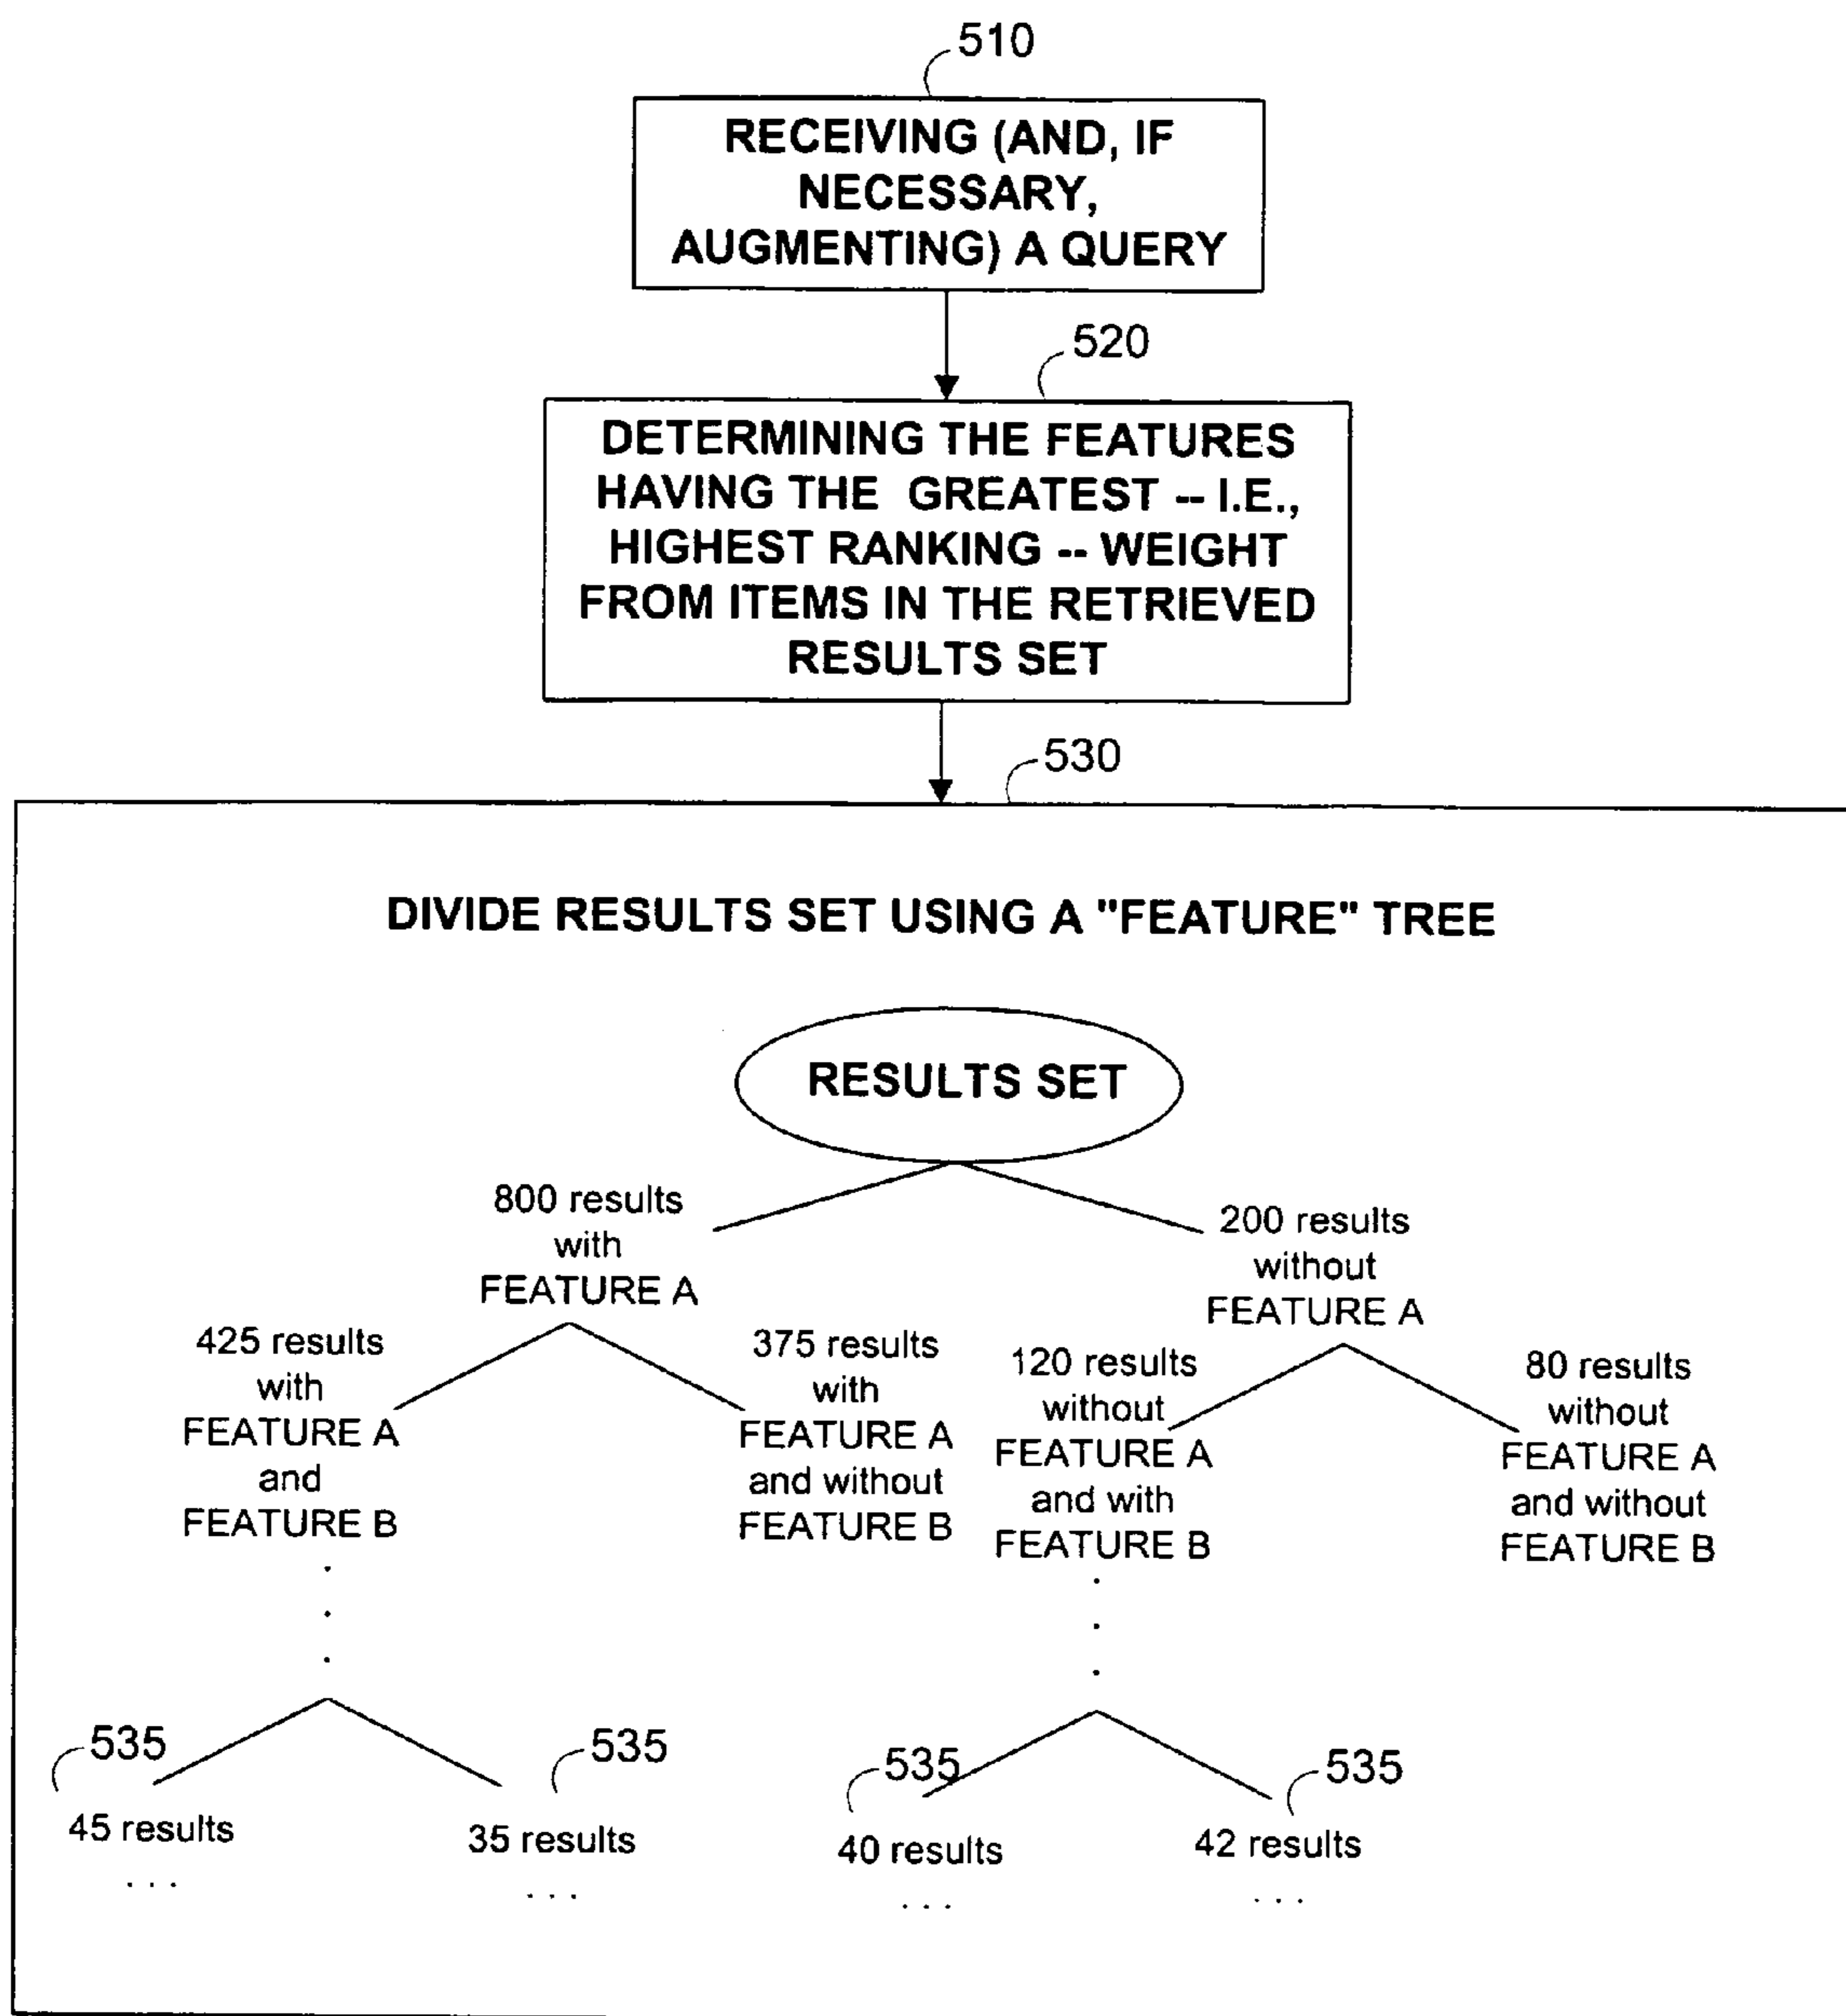 510
RECEIVING (AND, IF
NECESSARY,
AUGMENTING) A QUERY
520
DETERMINING THE FEATURES
HAVING THE GREATEST -- I.E.,
HIGHEST RANKING -- WEIGHT
FROM ITEMS IN THE RETRIEVED
RESULTS SET
530
DIVIDE RESULTS SET USING A "FEATURE" TREE
RESULTS SET
800 results
with
FEATURE A
200 results
without
FEATURE A
425 results
with
FEATURE A
and
FEATURE B
375 results
with
FEATURE A
and without
FEATURE B
120 results
without
FEATURE A
and with
FEATURE B
80 results
without
FEATURE A
and without
FEATURE B
.
.
.
.
.
.
535
45 results
. . .
535
35 results
. . .
535
40 results
. . .
535
42 results
. . .